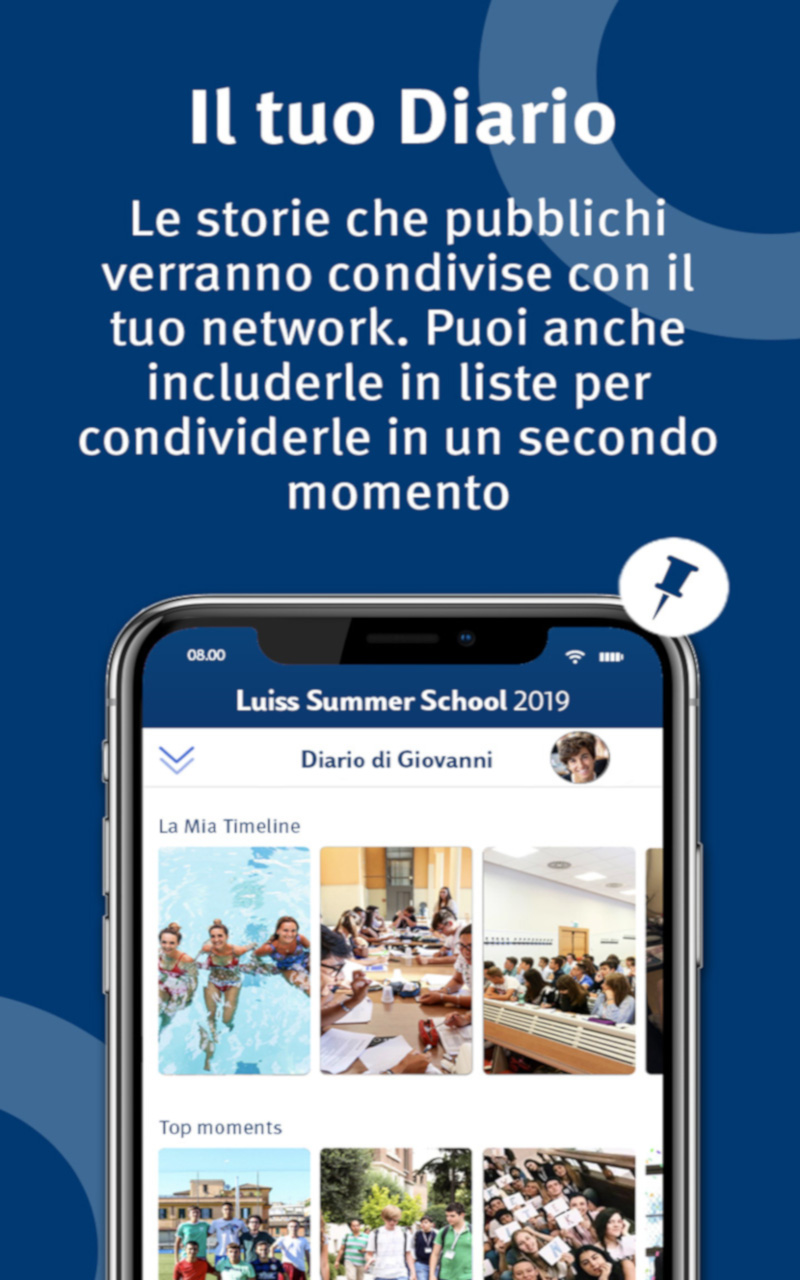 Il tuo Diario
Le storie che pubblichi
verranno condivise con il
tuo network. Puoi anche
includerle in liste per
condividerle in un secondo
momento
08.00
Luiss Summer School 2019
Diario di Giovanni
La Mia Timeline
Top moments